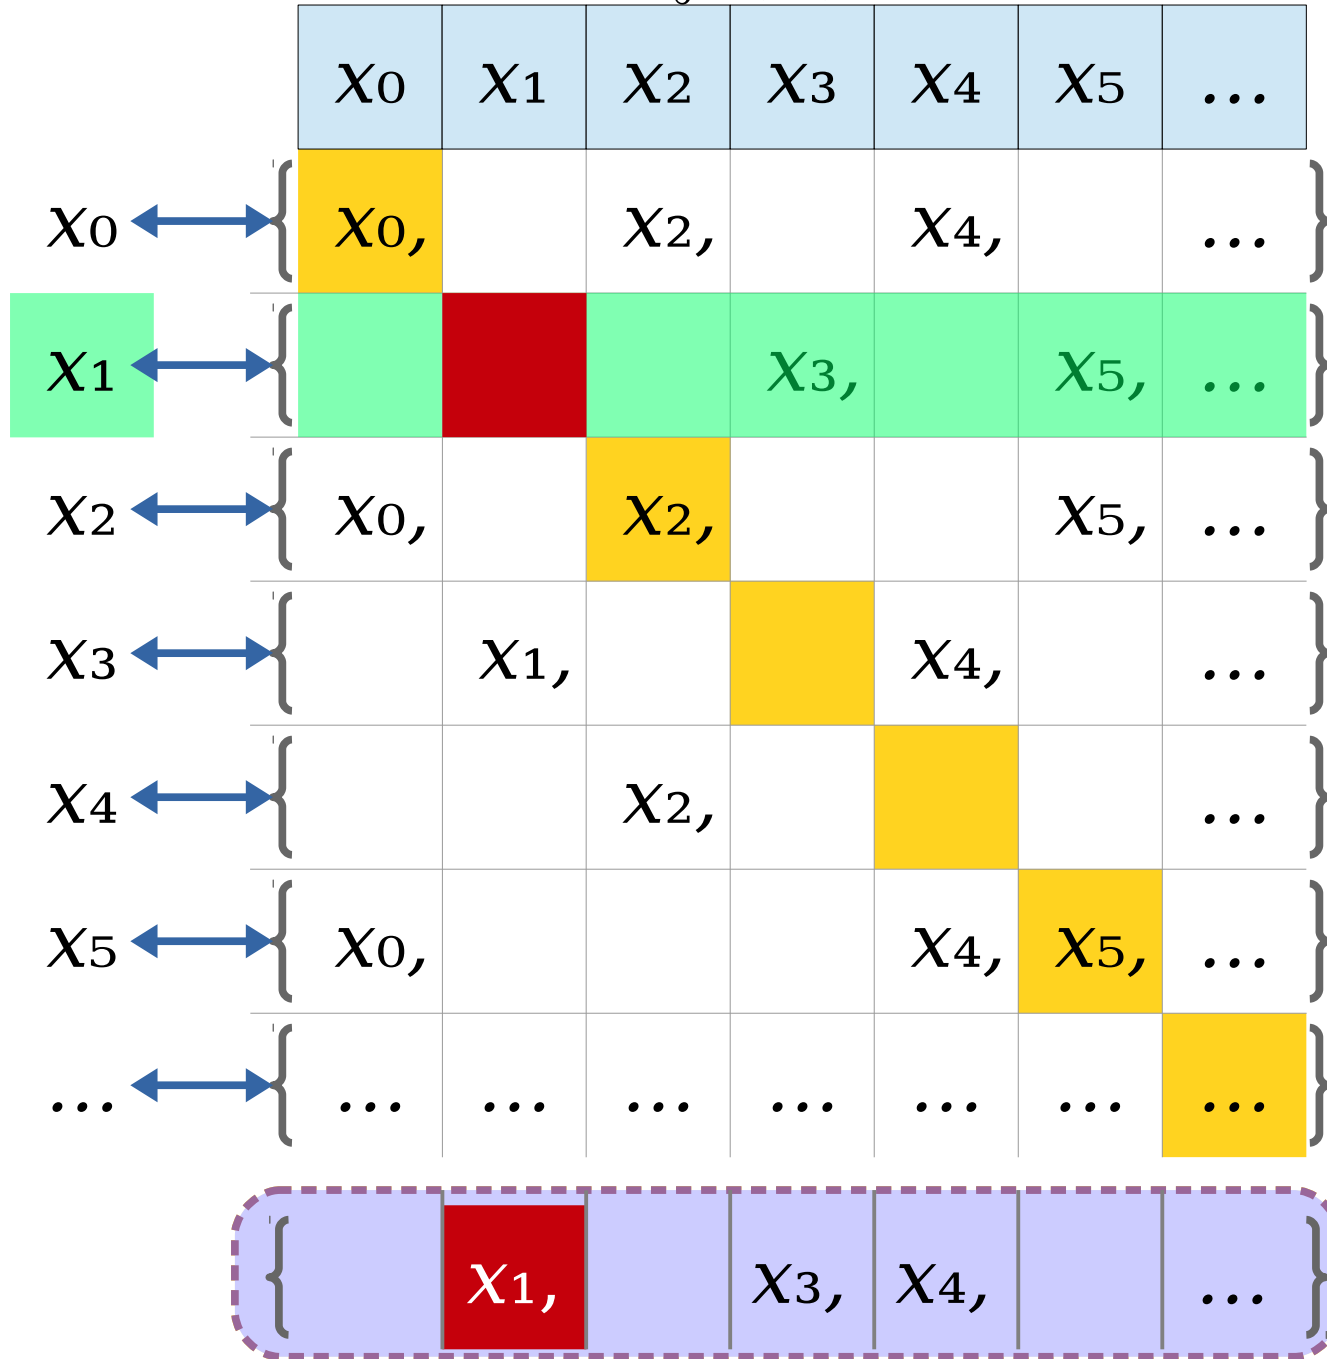 x₀ x₁ x₂ x₃ x₄ x₅ ...
x₀ { x₀, x₂, x₄, ... }
x₁ { x₃, x₅, ... }
x₂ { x₀, x₂, x₅, ... }
x₃ { x₁, x₄, ... }
x₄ { x₂, ... }
x₅ { x₀, x₄, x₅, ... }
... { ... ... ... ... ... ... ... }
{ x₁, x₃, x₄, ... }